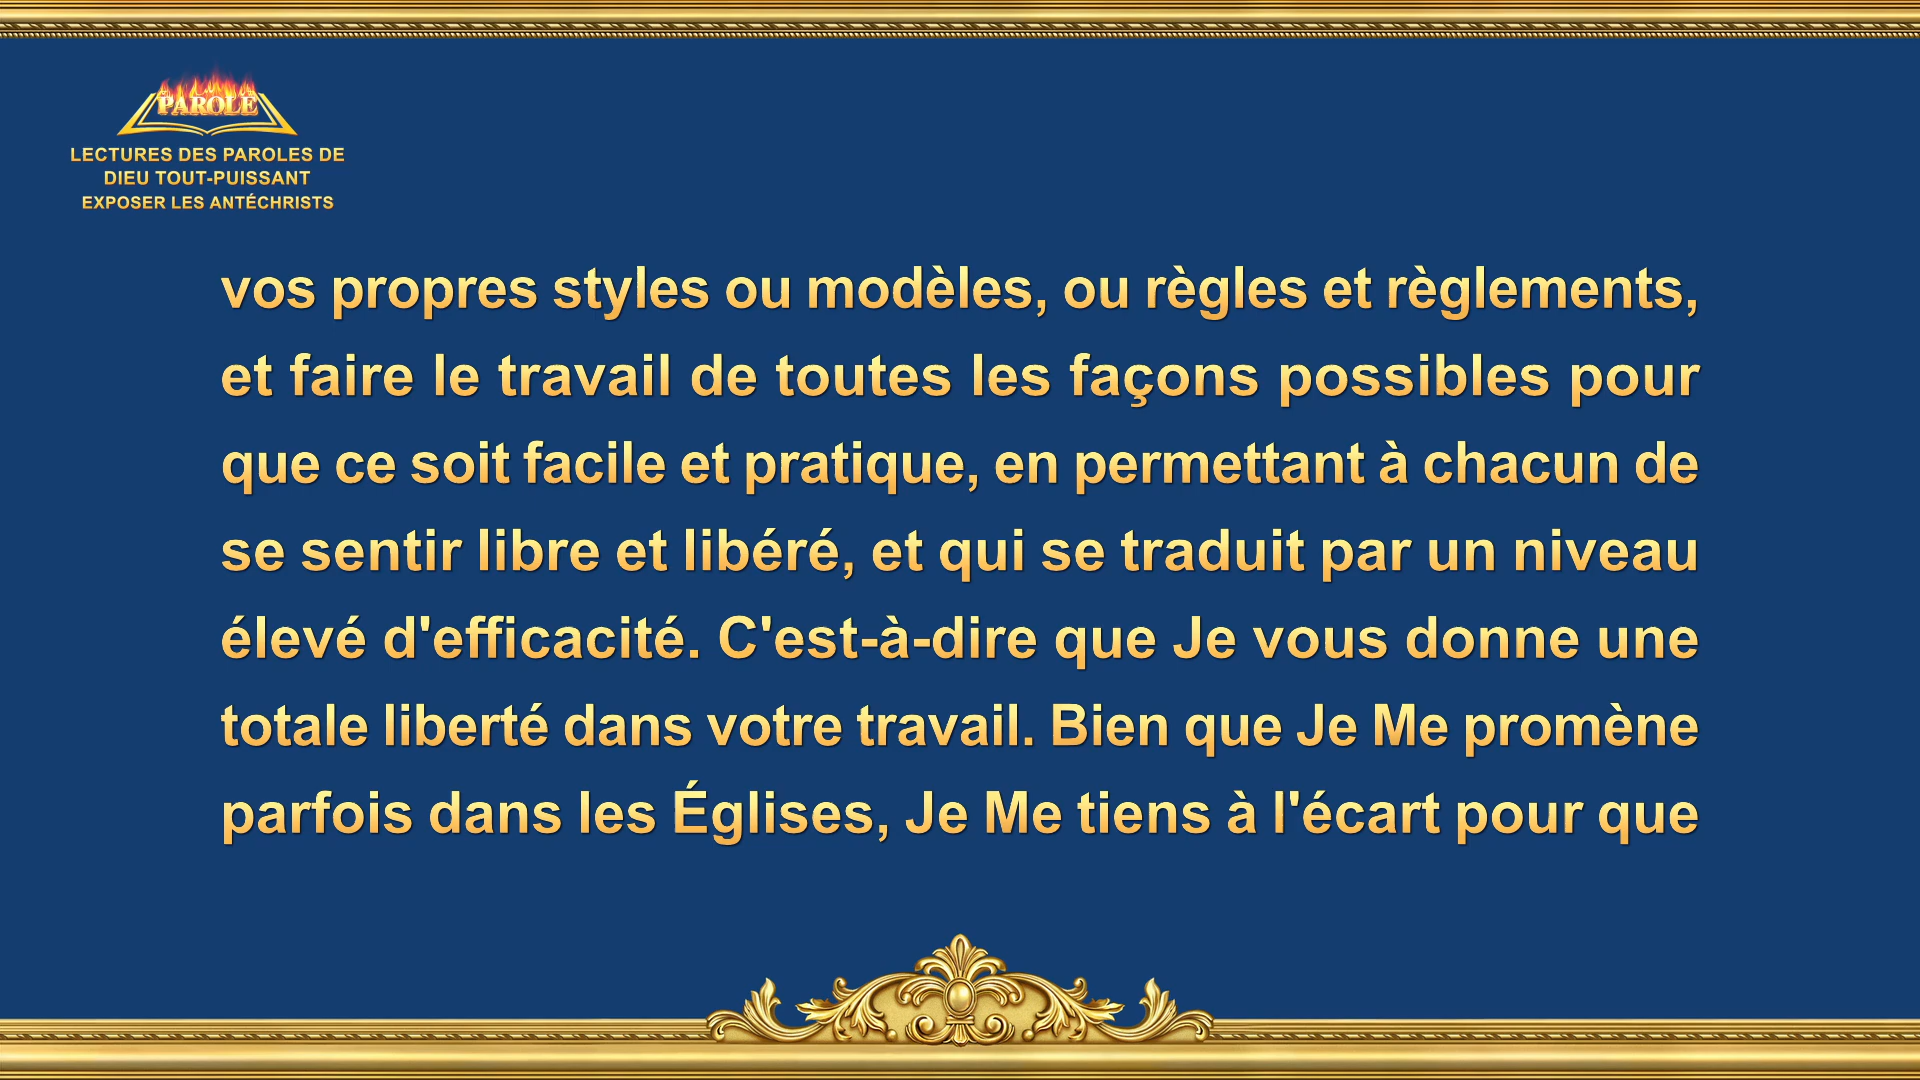 PAROLE
LECTURES DES PAROLES DE
DIEU TOUT-PUISSANT
EXPOSER LES ANTÉCHRISTS
vos propres styles ou modèles, ou règles et règlements,
et faire le travail de toutes les façons possibles pour
que ce soit facile et pratique, en permettant à chacun de
se sentir libre et libéré, et qui se traduit par un niveau
élevé d'efficacité. C'est-à-dire que Je vous donne une
totale liberté dans votre travail. Bien que Je Me promène
parfois dans les Églises, Je Me tiens à l'écart pour que